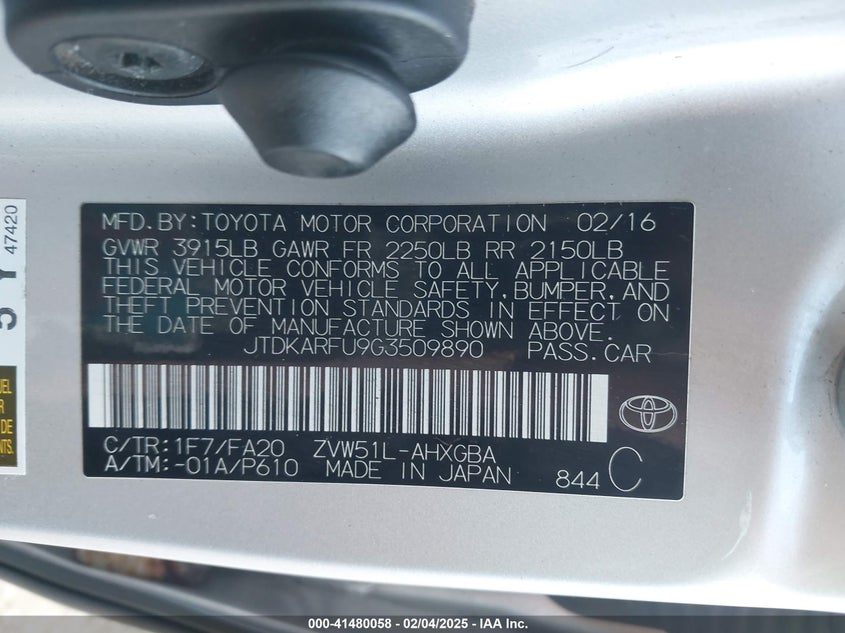 MFD.BY:TOYOTA MOTOR CORPORATION 02/16
GVWR 3915LB GAWR FR 2250LB RR 2150LB
THIS VEHICLE CONFORMS TO ALL APPLICABLE
FEDERAL MOTOR VEHICLE SAFETY,BUMPER,AND
THEFT PREVENTION STANDARDS IN EFFECT ON
THE DATE OF MANUFACTURE SHOWN ABOVE.
JTDKARFU9G3509890 PASS.CAR
C/TR:1F7/FA20 ZVW51L-AHXGBA
A/TM:-01A/P610 MADE IN JAPAN 844 C
5 Y
47420
DE
NTS.
000-41480058 - 02/04/2025 - IAA Inc.